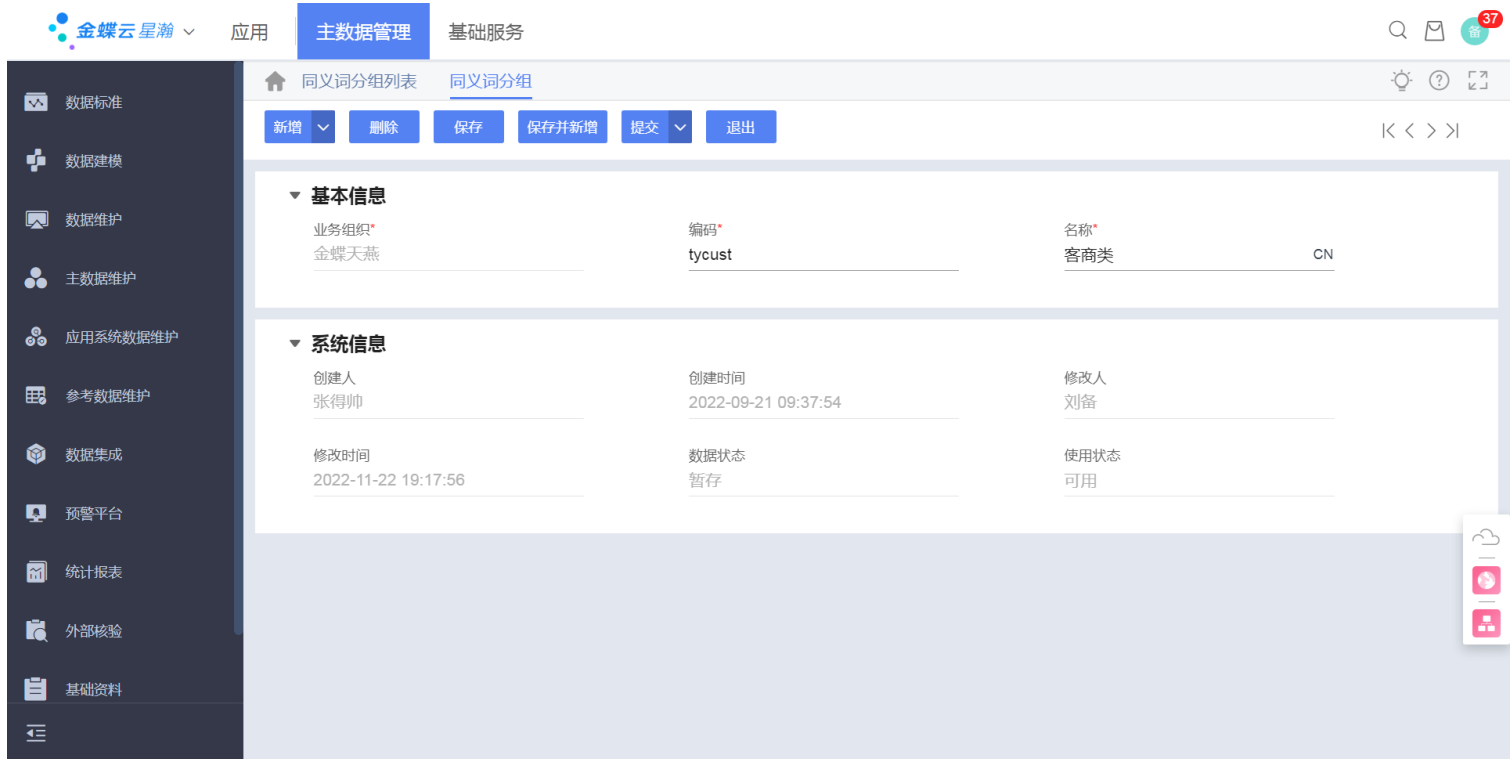 金蝶云 星瀚 应用 主数据管理 基础服务 备 37
同义词分组列表 同义词分组
新增 删除 保存 保存并新增 提交 退出
数据标准
数据建模
数据维护
主数据维护
应用系统数据维护
参考数据维护
数据集成
预警平台
统计报表
外部核验
基础资料
基本信息
业务组织* 编码* 名称*
金蝶天燕 tycust 客商类 CN
系统信息
创建人 创建时间 修改人
张得帅 2022-09-21 09:37:54 刘备
修改时间 数据状态 使用状态
2022-11-22 19:17:56 暂存 可用